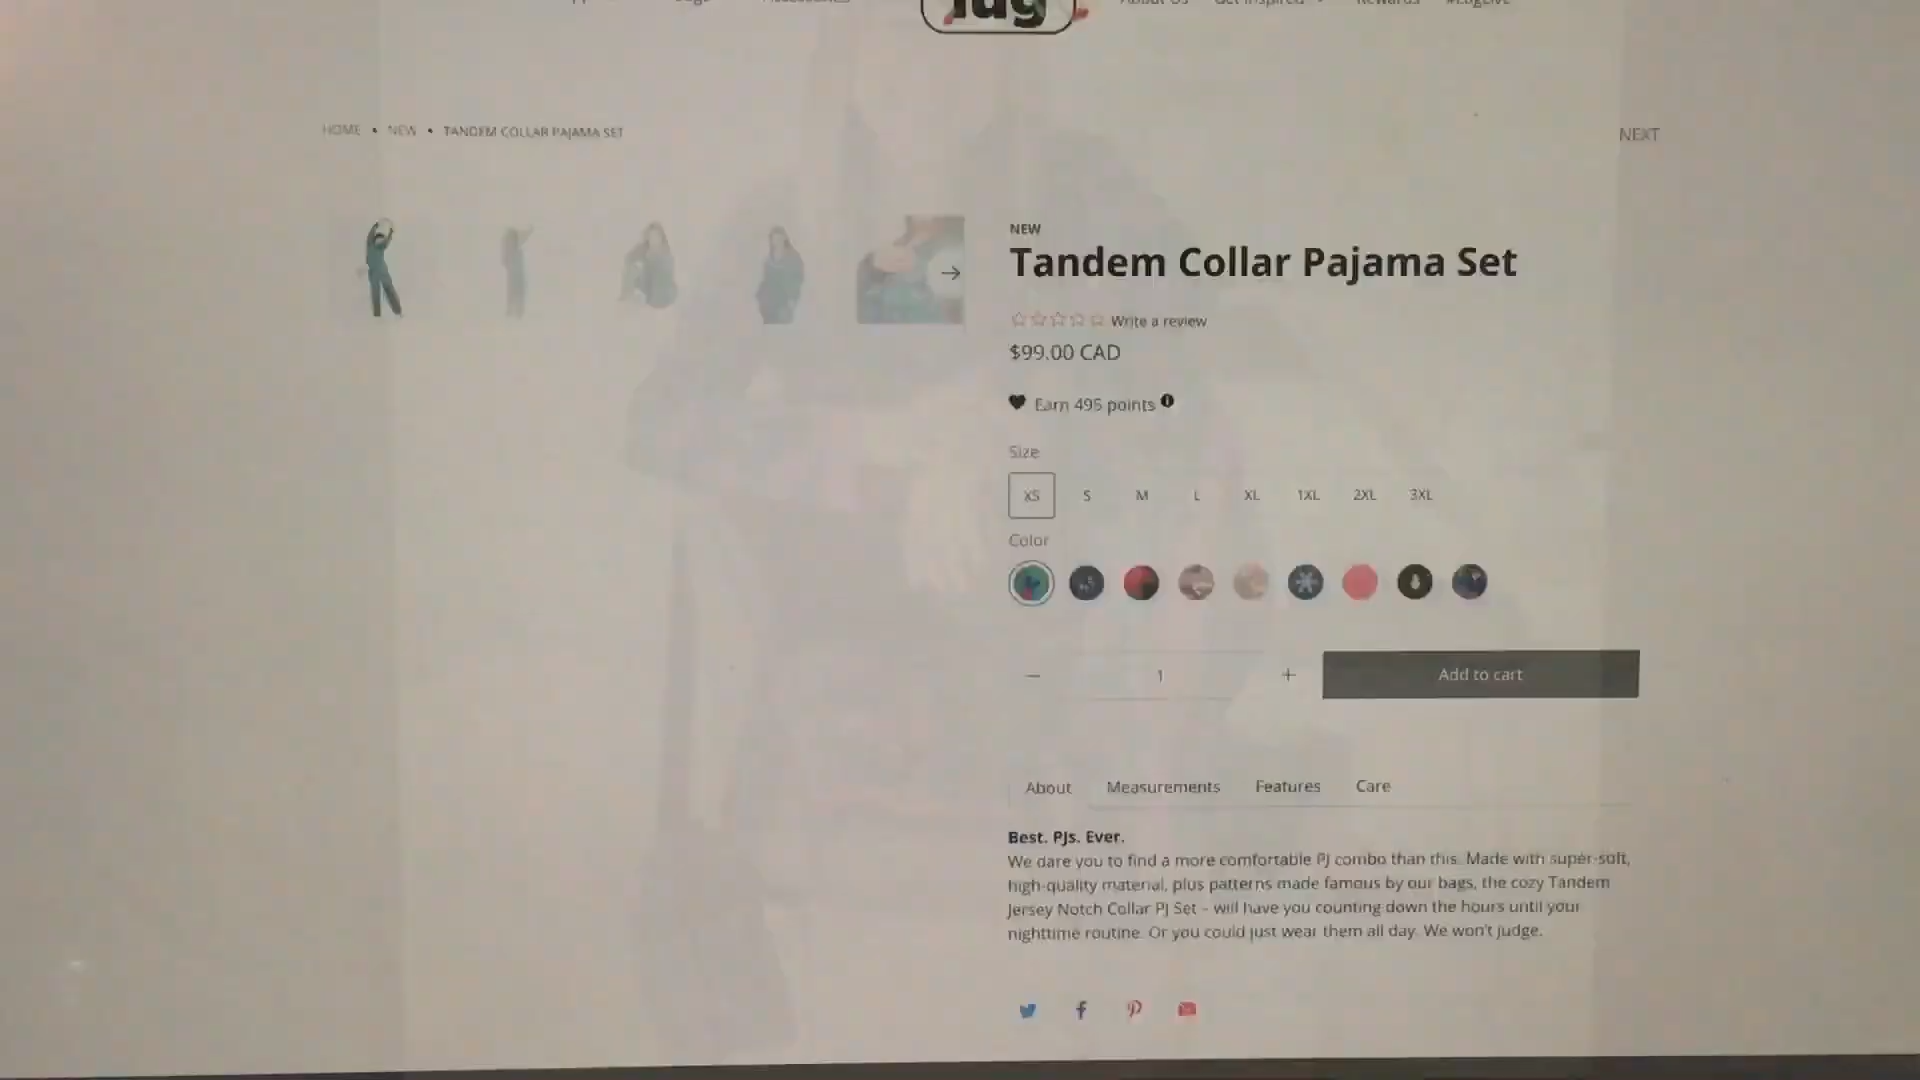 lug
HOME • NEW • TANDEM COLLAR PAJAMA SET
NEXT
NEW
Tandem Collar Pajama Set
Write a review
$99.00 CAD
Earn 495 points
Size
XS S M L XL 1XL 2XL 3XL
Color
− 1 + Add to cart
About Measurements Features Care
Best. PJs. Ever.
We dare you to find a more comfortable PJ combo than this. Made with super-soft,
high-quality material, plus patterns made famous by our bags, the cozy Tandem
Jersey Notch Collar PJ Set – will have you counting down the hours until your
nighttime routine. Or you could just wear them all day. We won't judge.